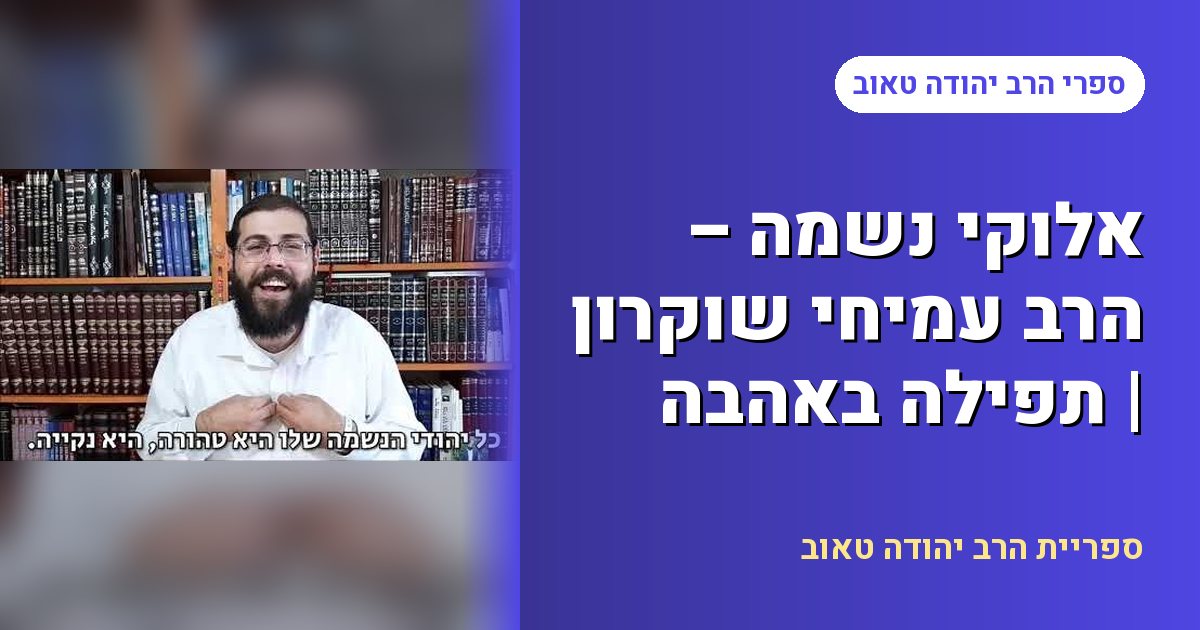 ספרי הרב יהודה טאוב
אלוקי נשמה –
הרב עמיחי שוקרון
| תפילה באהבה
ספריית הרב יהודה טאוב
כל יהודי הנשמה שלו היא טהורה, היא נקייה.